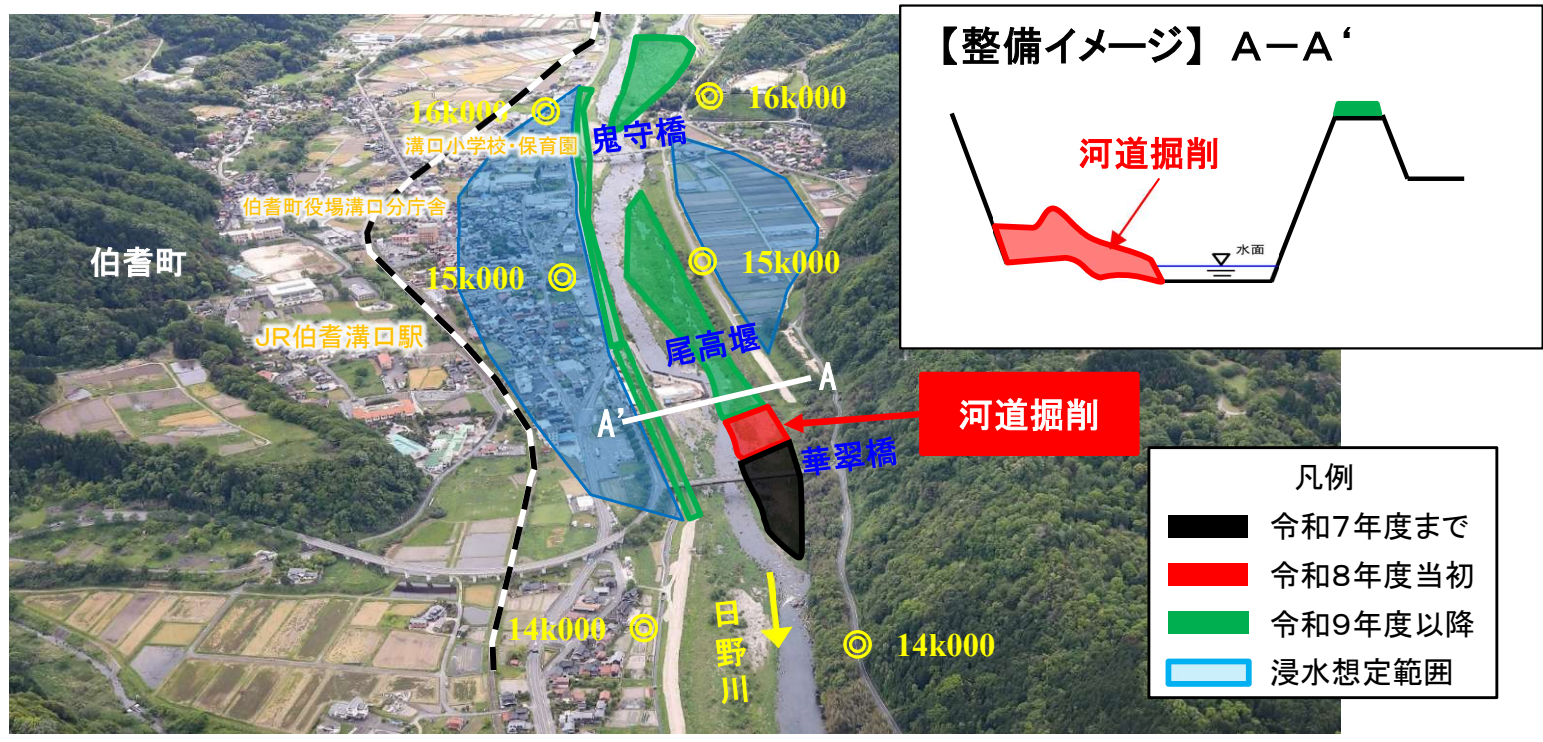 【整備イメージ】 A－A‘
河道掘削
水面
16k000
16k000
鬼守橋
溝口小学校・保育園
伯耆町役場溝口分庁舎
伯耆町
15k000
15k000
JR伯耆溝口駅
尾高堰
A
A’
河道掘削
華翠橋
14k000
14k000
日野川
凡例
令和7年度まで
令和8年度当初
令和9年度以降
浸水想定範囲